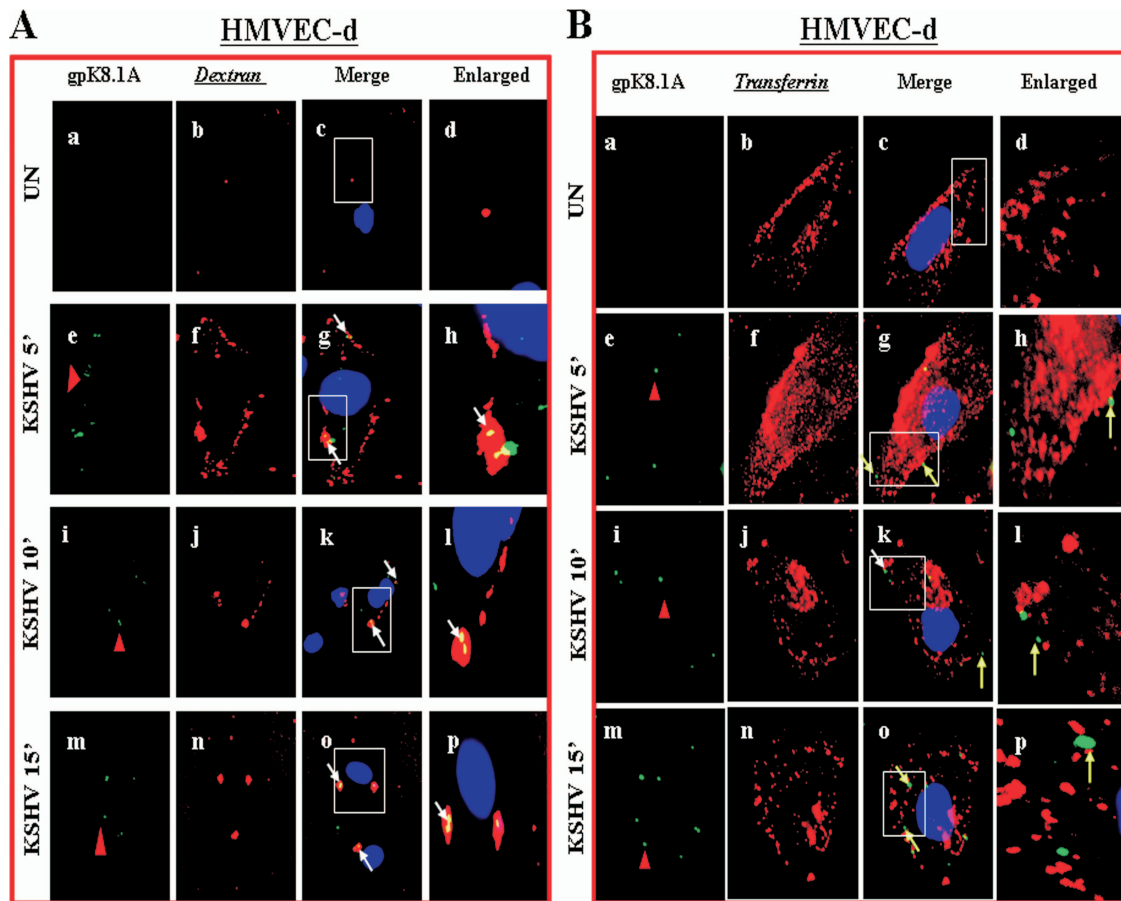 A
HMVEC-d
gpK8.1A Dextran Merge Enlarged
UN
a b c d
KSHV 5’
e f g h
KSHV 10’
i j k l
KSHV 15’
m n o p
B
HMVEC-d
gpK8.1A Transferrin Merge Enlarged
UN
a b c d
KSHV 5’
e f g h
KSHV 10’
i j k l
KSHV 15’
m n o p